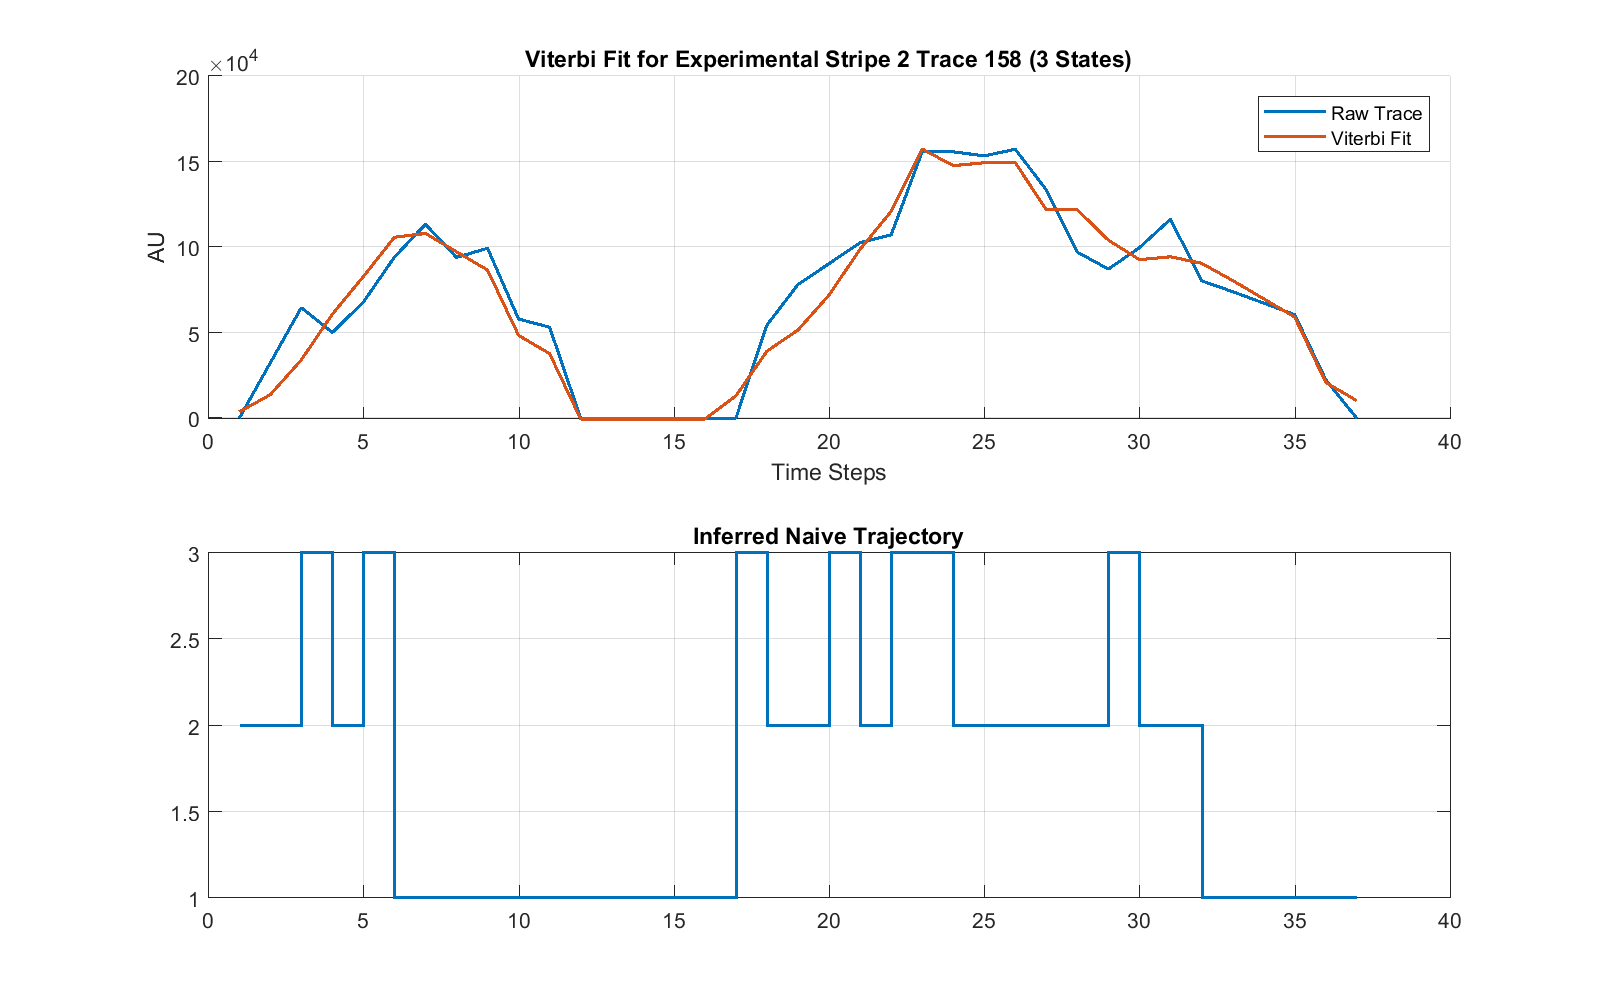 Viterbi Fit for Experimental Stripe 2 Trace 158 (3 States)
×10⁴
20
15
10
5
0
AU
Raw Trace
Viterbi Fit
0 5 10 15 20 25 30 35 40
Time Steps
Inferred Naive Trajectory
3
2.5
2
1.5
1
0 5 10 15 20 25 30 35 40